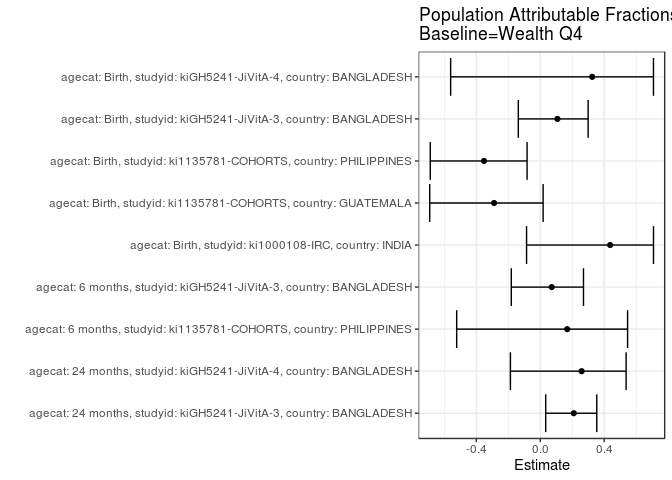 Population Attributable Fractions
Baseline=Wealth Q4
agecat: Birth, studyid: kiGH5241-JiVitA-4, country: BANGLADESH
agecat: Birth, studyid: kiGH5241-JiVitA-3, country: BANGLADESH
agecat: Birth, studyid: ki1135781-COHORTS, country: PHILIPPINES
agecat: Birth, studyid: ki1135781-COHORTS, country: GUATEMALA
agecat: Birth, studyid: ki1000108-IRC, country: INDIA
agecat: 6 months, studyid: kiGH5241-JiVitA-3, country: BANGLADESH
agecat: 6 months, studyid: ki1135781-COHORTS, country: PHILIPPINES
agecat: 24 months, studyid: kiGH5241-JiVitA-4, country: BANGLADESH
agecat: 24 months, studyid: kiGH5241-JiVitA-3, country: BANGLADESH
-0.4 0.0 0.4
Estimate